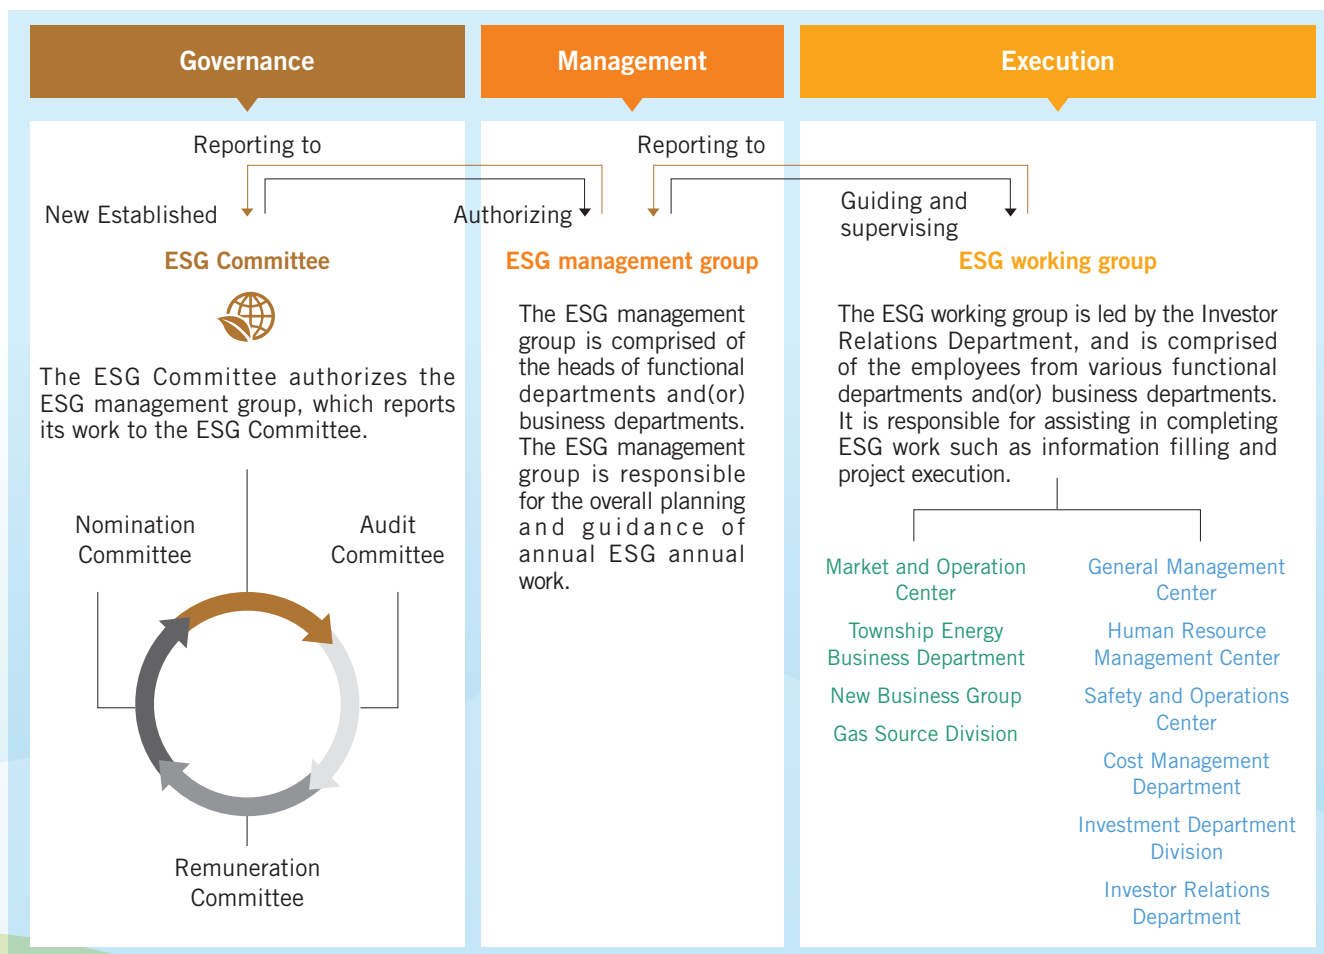 Governance
Management
Execution
Reporting to
Reporting to
New Established
Authorizing
Guiding and
supervising
ESG Committee
The ESG Committee authorizes the
ESG management group, which reports
its work to the ESG Committee.
Nomination
Committee
Audit
Committee
Remuneration
Committee
ESG management group
The ESG management
group is comprised of
the heads of functional
departments and(or)
business departments.
The ESG management
group is responsible
for the overall planning
and guidance of
annual ESG annual
work.
ESG working group
The ESG working group is led by the Investor
Relations Department, and is comprised
of the employees from various functional
departments and(or) business departments.
It is responsible for assisting in completing
ESG work such as information filling and
project execution.
Market and Operation
Center
Township Energy
Business Department
New Business Group
Gas Source Division
General Management
Center
Human Resource
Management Center
Safety and Operations
Center
Cost Management
Department
Investment Department
Division
Investor Relations
Department